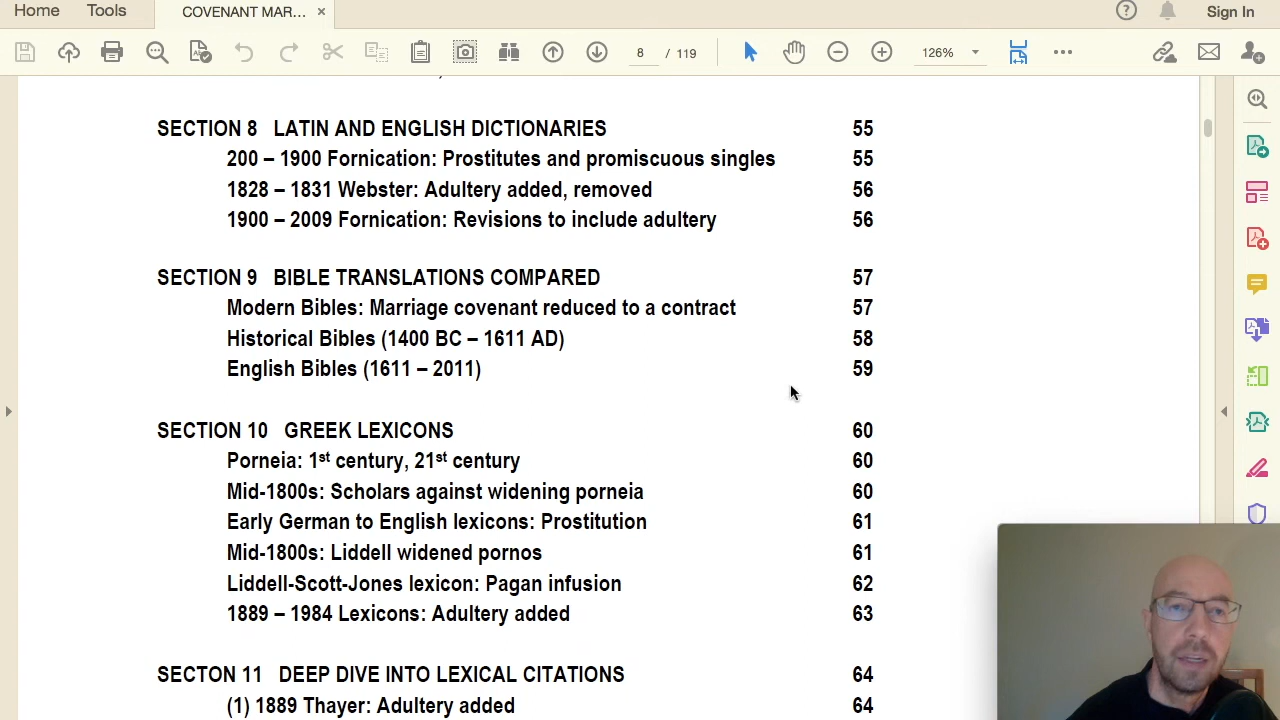 Home Tools COVENANT MAR... × Sign In
8 / 119 126%
SECTION 8 LATIN AND ENGLISH DICTIONARIES 55
200 – 1900 Fornication: Prostitutes and promiscuous singles 55
1828 – 1831 Webster: Adultery added, removed 56
1900 – 2009 Fornication: Revisions to include adultery 56
SECTION 9 BIBLE TRANSLATIONS COMPARED 57
Modern Bibles: Marriage covenant reduced to a contract 57
Historical Bibles (1400 BC – 1611 AD) 58
English Bibles (1611 – 2011) 59
SECTION 10 GREEK LEXICONS 60
Porneia: 1st century, 21st century 60
Mid-1800s: Scholars against widening porneia 60
Early German to English lexicons: Prostitution 61
Mid-1800s: Liddell widened pornos 61
Liddell-Scott-Jones lexicon: Pagan infusion 62
1889 – 1984 Lexicons: Adultery added 63
SECTON 11 DEEP DIVE INTO LEXICAL CITATIONS 64
(1) 1889 Thayer: Adultery added 64